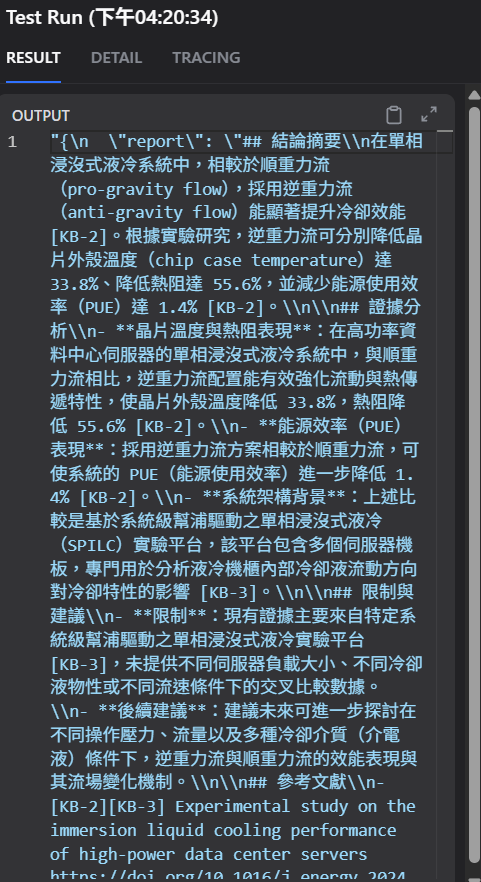 Test Run (下午04:20:34)
RESULT DETAIL TRACING
OUTPUT
1 "{\n  \"report\": \"## 結論摘要\\n在單相
浸沒式液冷系統中，相較於順重力流
（pro-gravity flow），採用逆重力流
（anti-gravity flow）能顯著提升冷卻效能
[KB-2]。根據實驗研究，逆重力流可分別降低晶
片外殼溫度（chip case temperature）達
33.8%、降低熱阻達 55.6%，並減少能源使用效
率（PUE）達 1.4% [KB-2]。\\n\\n## 證據分
析\\n- **晶片溫度與熱阻表現**：在高功率資
料中心伺服器的單相浸沒式液冷系統中，與順重
力流相比，逆重力流配置能有效強化流動與熱傳
遞特性，使晶片外殼溫度降低 33.8%，熱阻降
低 55.6% [KB-2]。\\n- **能源效率（PUE）
表現**：採用逆重力流方案相較於順重力流，可
使系統的 PUE（能源使用效率）進一步降低 1.
4% [KB-2]。\\n- **系統架構背景**：上述比
較是基於系統級幫浦驅動之單相浸沒式液冷
（SPILC）實驗平台，該平台包含多個伺服器機
板，專門用於分析液冷機櫃內部冷卻液流動方向
對冷卻特性的影響 [KB-3]。\\n\\n## 限制與
建議\\n- **限制**：現有證據主要來自特定系
統級幫浦驅動之單相浸沒式液冷實驗平台
[KB-3]，未提供不同伺服器負載大小、不同冷卻
液物性或不同流速條件下的交叉比較數據。
\\n- **後續建議**：建議未來可進一步探討在
不同操作壓力、流量以及多種冷卻介質（介電
液）條件下，逆重力流與順重力流的效能表現與
其流場變化機制。\\n\\n## 參考文獻\\n-
[KB-2][KB-3] Experimental study on the
immersion liquid cooling performance
of high-power data center servers
https://doi.org/10.1016/j.energy.2024